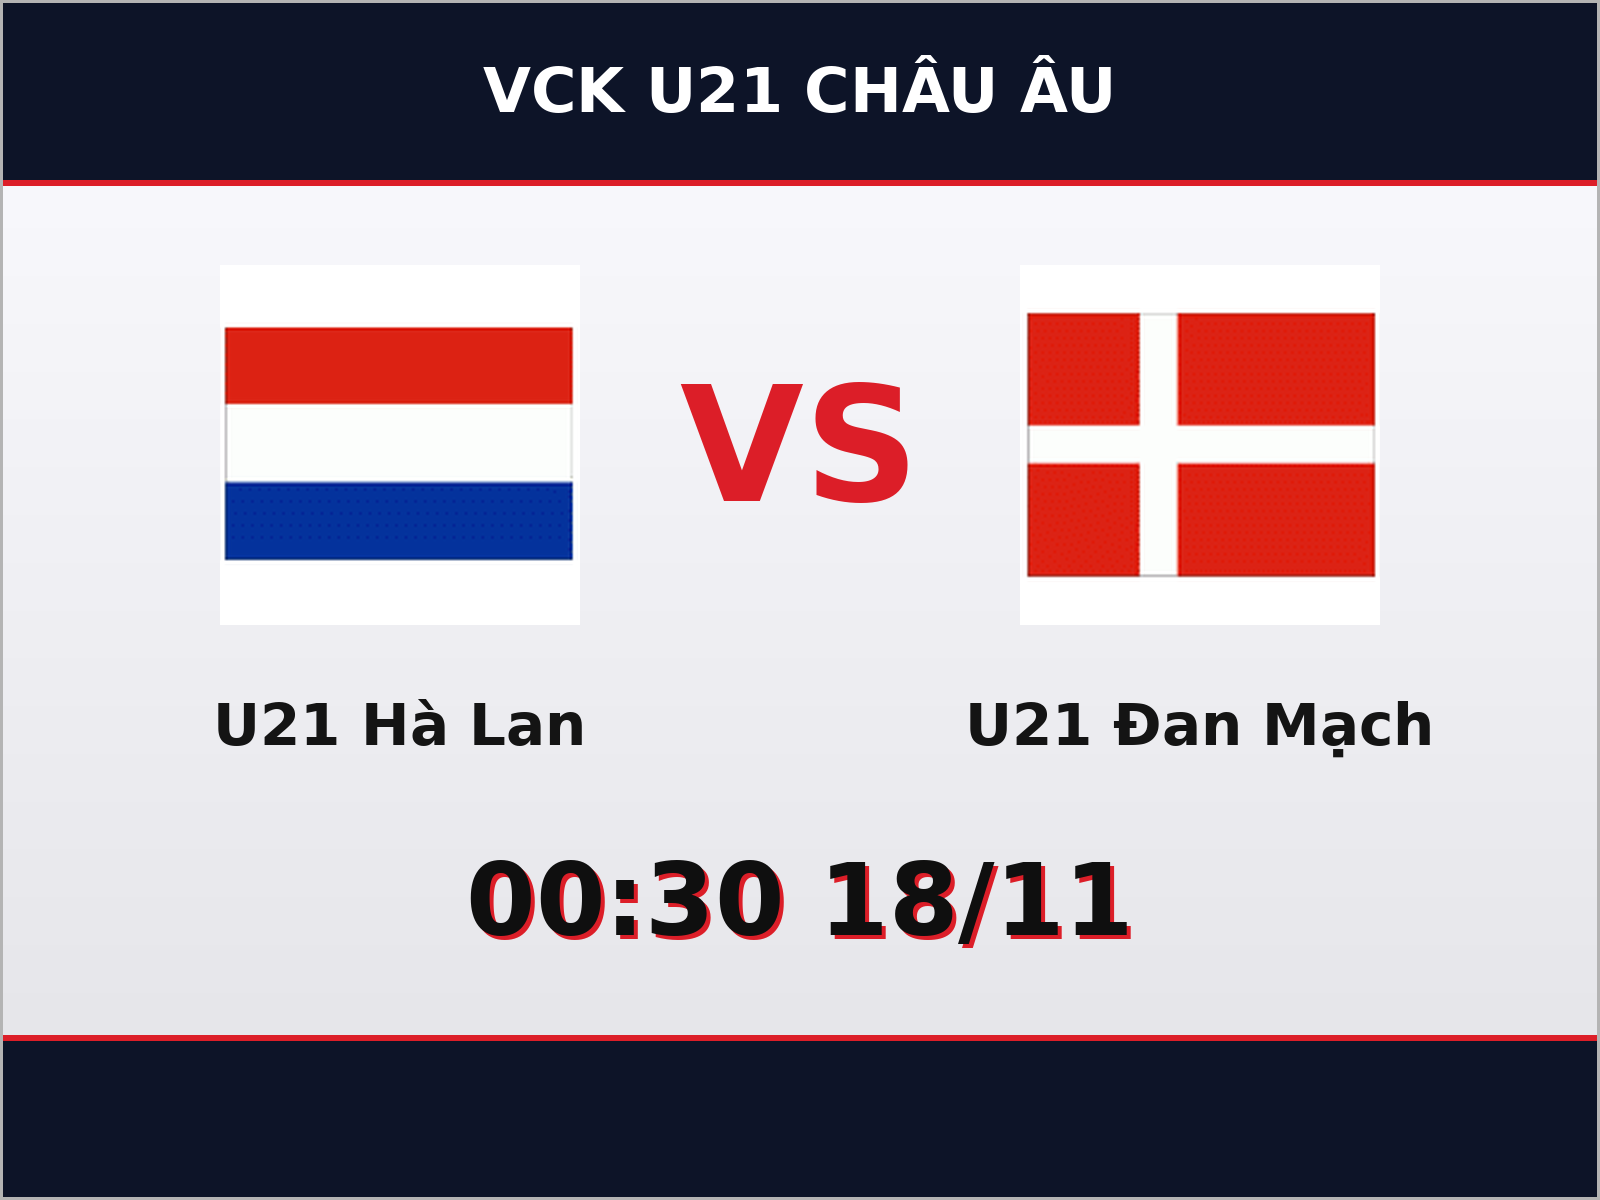 VCK U21 CHÂU ÂU
VS
U21 Hà Lan
U21 Đan Mạch
00:30 18/11